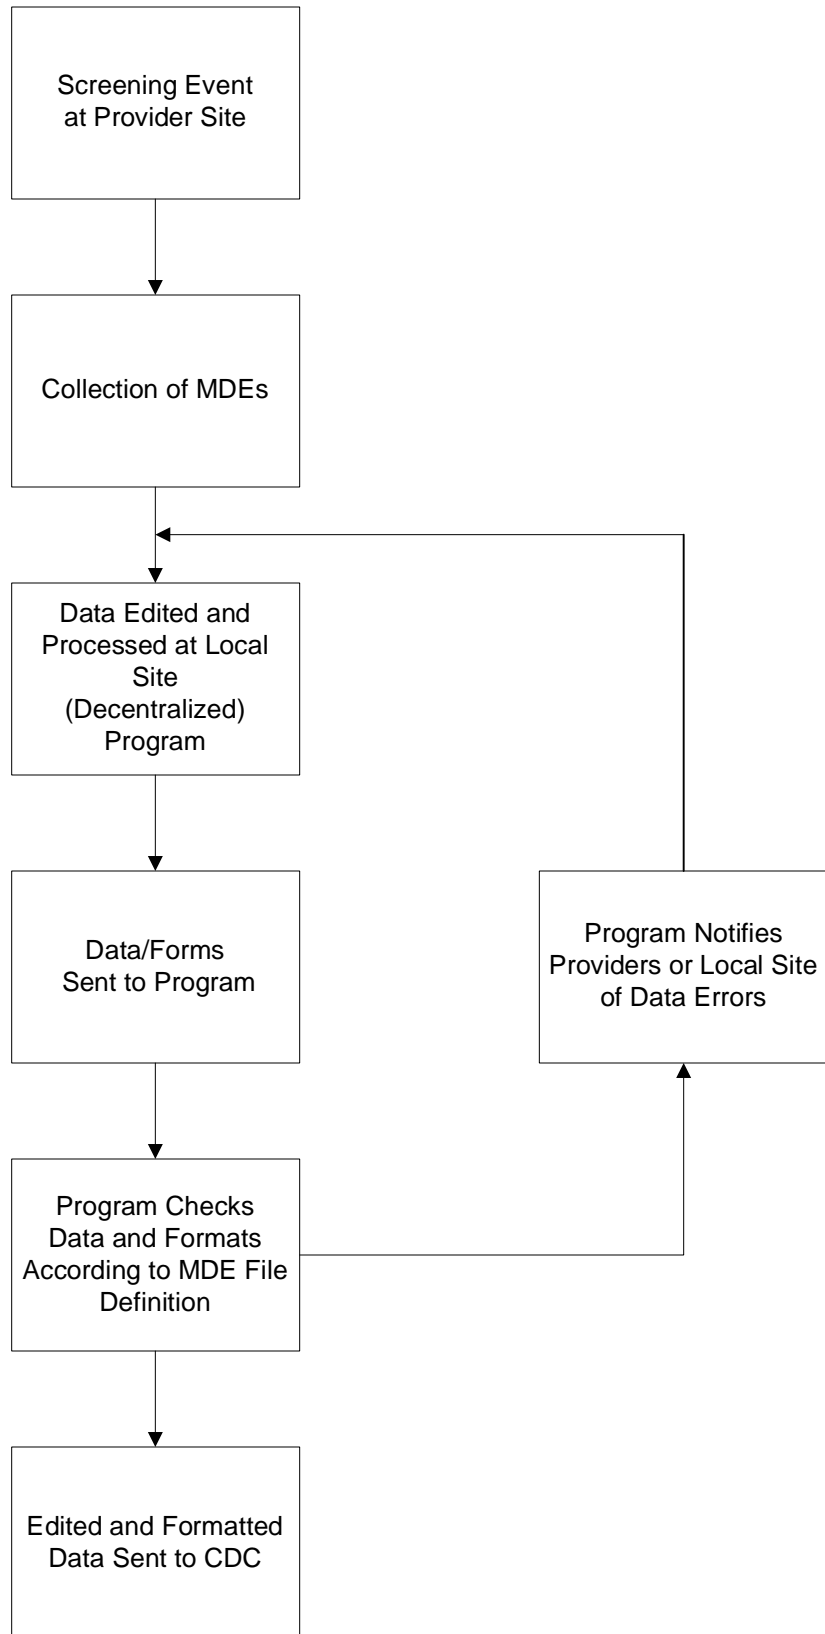 Screening Event
at Provider Site
Collection of MDEs
Data Edited and
Processed at Local
Site
(Decentralized)
Program
Data/Forms
Sent to Program
Program Notifies
Providers or Local Site
of Data Errors
Program Checks
Data and Formats
According to MDE File
Definition
Edited and Formatted
Data Sent to CDC